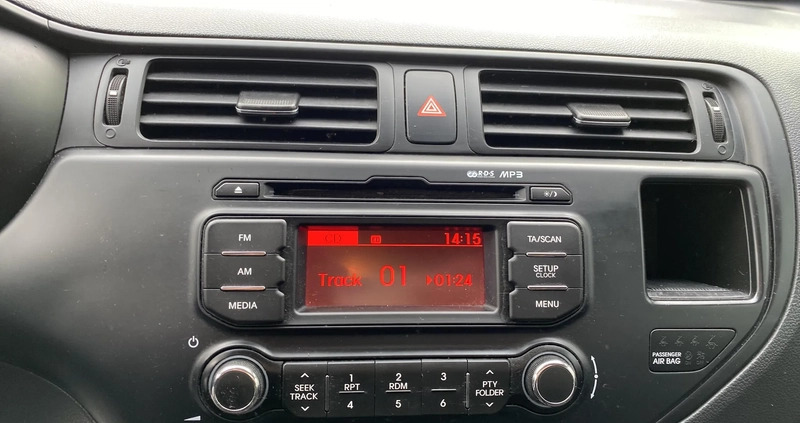 R·D·S MP3
FM
AM
MEDIA
CD 14:15
Track 01 01:24
TA/SCAN
SETUP
CLOCK
MENU
SEEK
TRACK
1 2 3
RPT RDM
4 5 6
PTY
FOLDER
PASSENGER
AIR BAG